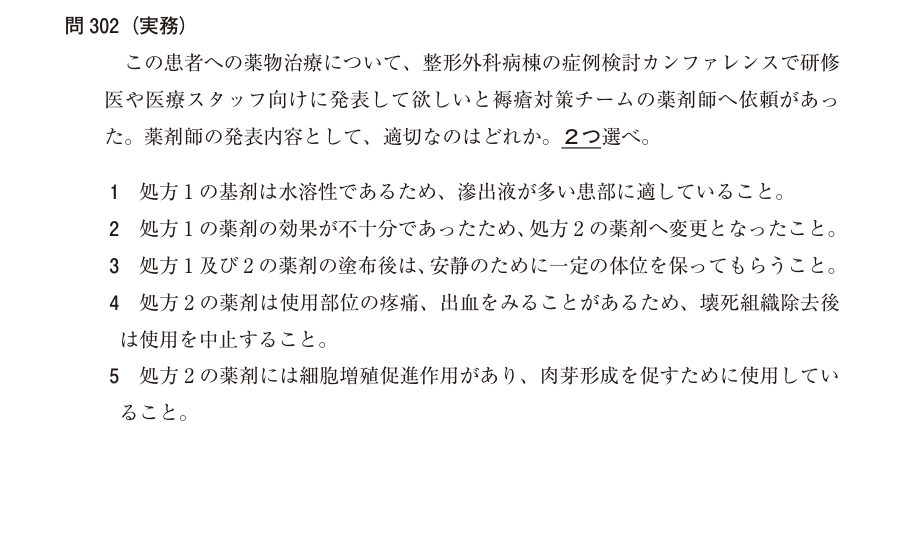 問 302（実務）
この患者への薬物治療について、整形外科病棟の症例検討カンファレンスで研修
医や医療スタッフ向けに発表して欲しいと褥瘡対策チームの薬剤師へ依頼があっ
た。薬剤師の発表内容として、適切なのはどれか。２つ選べ。
1 処方１の基剤は水溶性であるため、滲出液が多い患部に適していること。
2 処方１の薬剤の効果が不十分であったため、処方２の薬剤へ変更となったこと。
3 処方１及び２の薬剤の塗布後は、安静のために一定の体位を保ってもらうこと。
4 処方２の薬剤は使用部位の疼痛、出血をみることがあるため、壊死組織除去後
は使用を中止すること。
5 処方２の薬剤には細胞増殖促進作用があり、肉芽形成を促すために使用してい
ること。